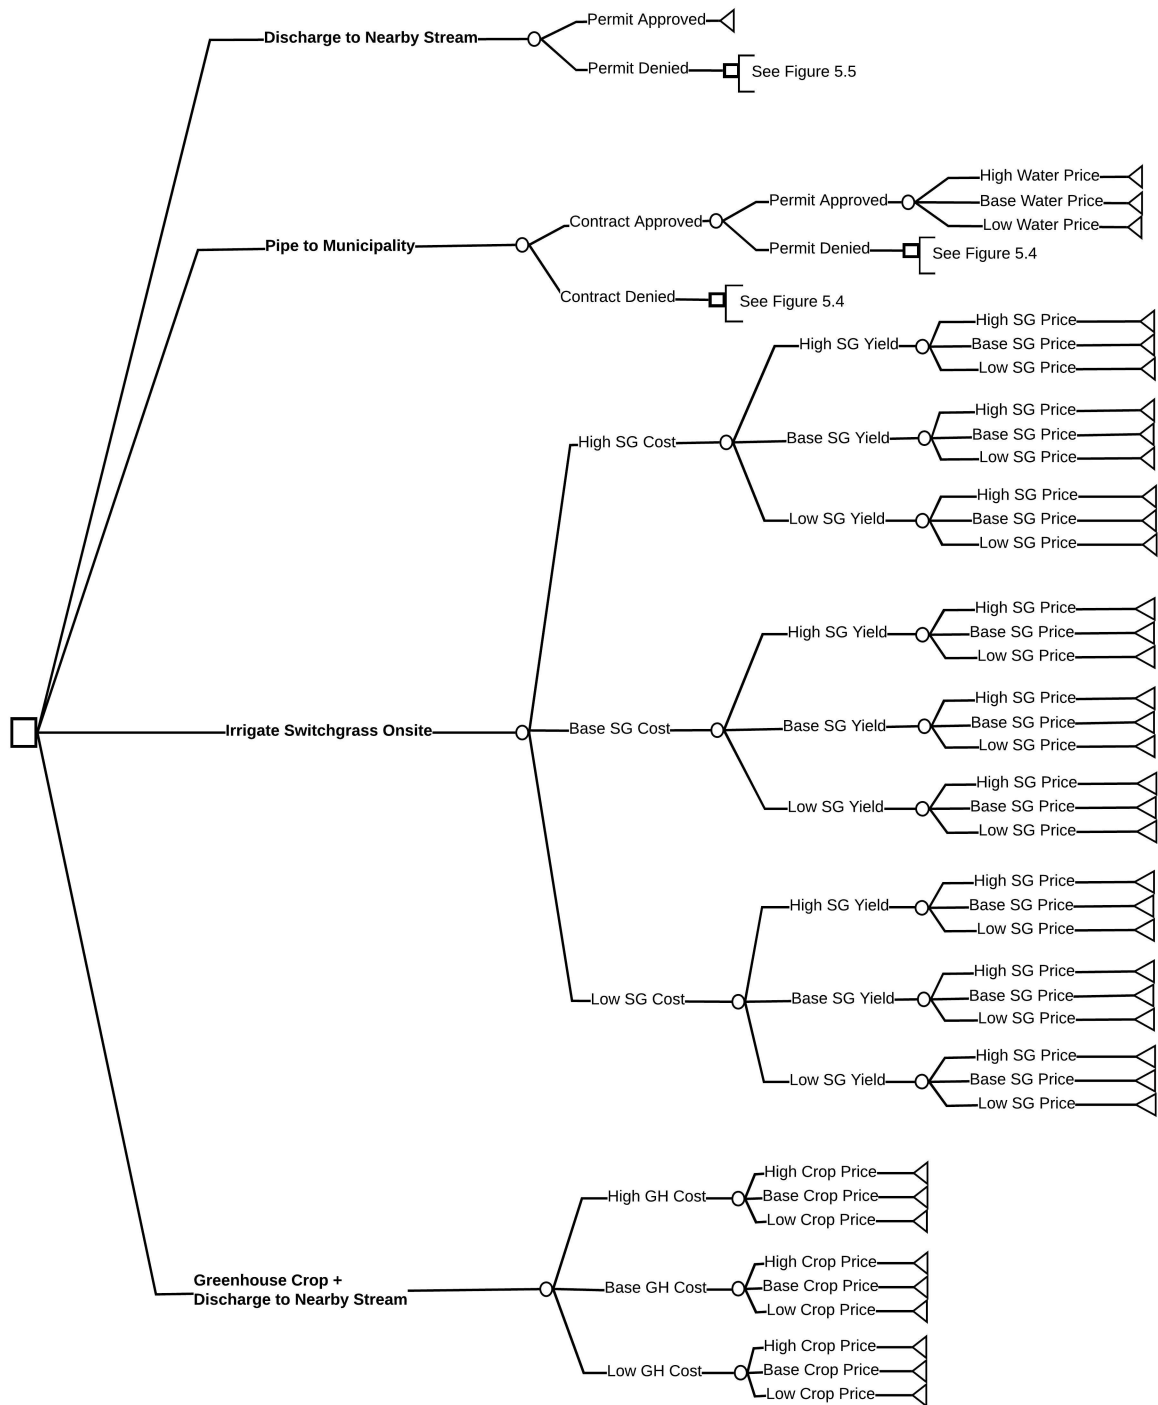 Discharge to Nearby Stream
Permit Approved
Permit Denied
See Figure 5.5
Pipe to Municipality
Contract Approved
Permit Approved
High Water Price
Base Water Price
Low Water Price
Permit Denied
See Figure 5.4
Contract Denied
See Figure 5.4
Irrigate Switchgrass Onsite
High SG Cost
High SG Yield
High SG Price
Base SG Price
Low SG Price
Base SG Yield
High SG Price
Base SG Price
Low SG Price
Low SG Yield
High SG Price
Base SG Price
Low SG Price
Base SG Cost
High SG Yield
High SG Price
Base SG Price
Low SG Price
Base SG Yield
High SG Price
Base SG Price
Low SG Price
Low SG Yield
High SG Price
Base SG Price
Low SG Price
Low SG Cost
High SG Yield
High SG Price
Base SG Price
Low SG Price
Base SG Yield
High SG Price
Base SG Price
Low SG Price
Low SG Yield
High SG Price
Base SG Price
Low SG Price
Greenhouse Crop +
Discharge to Nearby Stream
High GH Cost
High Crop Price
Base Crop Price
Low Crop Price
Base GH Cost
High Crop Price
Base Crop Price
Low Crop Price
Low GH Cost
High Crop Price
Base Crop Price
Low Crop Price